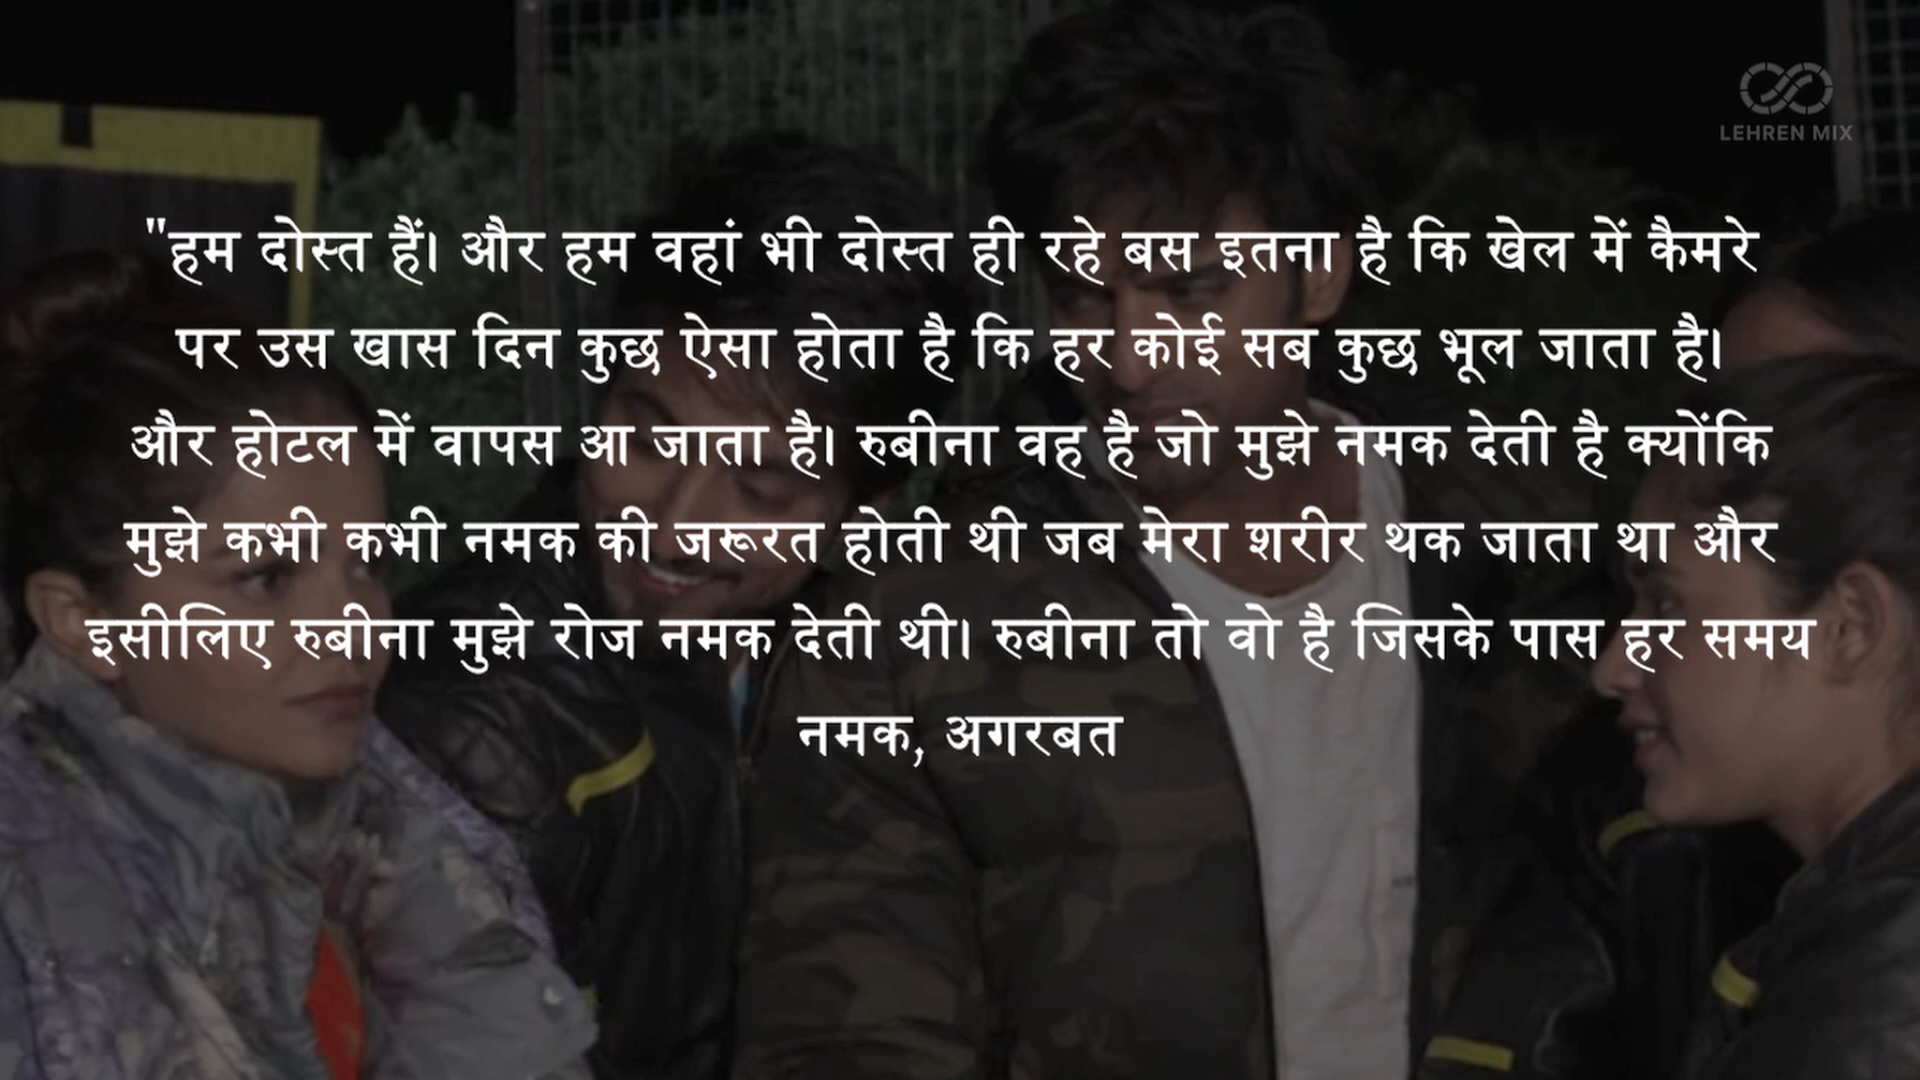 LEHREN MIX
"हम दोस्त हैं। और हम वहां भी दोस्त ही रहे बस इतना है कि खेल में कैमरे
पर उस खास दिन कुछ ऐसा होता है कि हर कोई सब कुछ भूल जाता है।
और होटल में वापस आ जाता है। रुबीना वह है जो मुझे नमक देती है क्योंकि
मुझे कभी कभी नमक की जरूरत होती थी जब मेरा शरीर थक जाता था और
इसीलिए रुबीना मुझे रोज नमक देती थी। रुबीना तो वो है जिसके पास हर समय
नमक, अगरबत